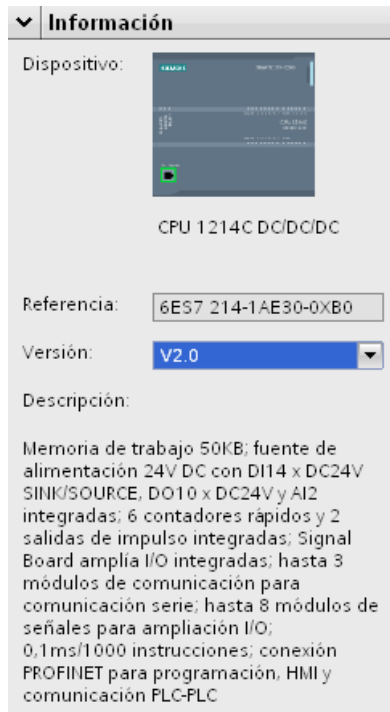 Información
Dispositivo:
SIEMENS
CPU 1214C DC/DC/DC
Referencia:
6ES7 214-1AE30-0XB0
Versión:
V2.0
Descripción:
Memoria de trabajo 50KB; fuente de
alimentación 24V DC con DI14 x DC24V
SINK/SOURCE, DO10 x DC24V y AI2
integradas; 6 contadores rápidos y 2
salidas de impulso integradas; Signal
Board amplía I/O integradas; hasta 3
módulos de comunicación para
comunicación serie; hasta 8 módulos de
señales para ampliación I/O;
0,1ms/1000 instrucciones; conexión
PROFINET para programación, HMI y
comunicación PLC-PLC